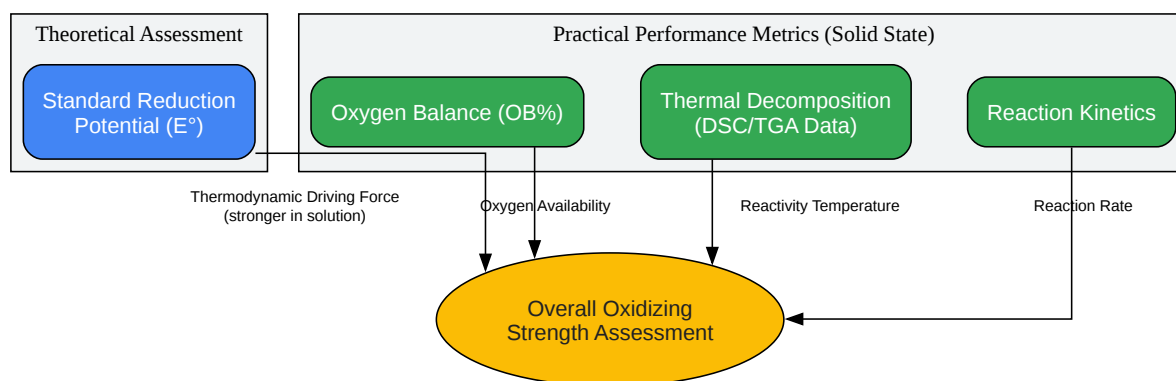 Theoretical Assessment
Practical Performance Metrics (Solid State)
Standard Reduction
Potential (E°)
Oxygen Balance (OB%)
Thermal Decomposition
(DSC/TGA Data)
Reaction Kinetics
Thermodynamic Driving Force
(stronger in solution)
Oxygen Availability
Reactivity Temperature
Reaction Rate
Overall Oxidizing
Strength Assessment